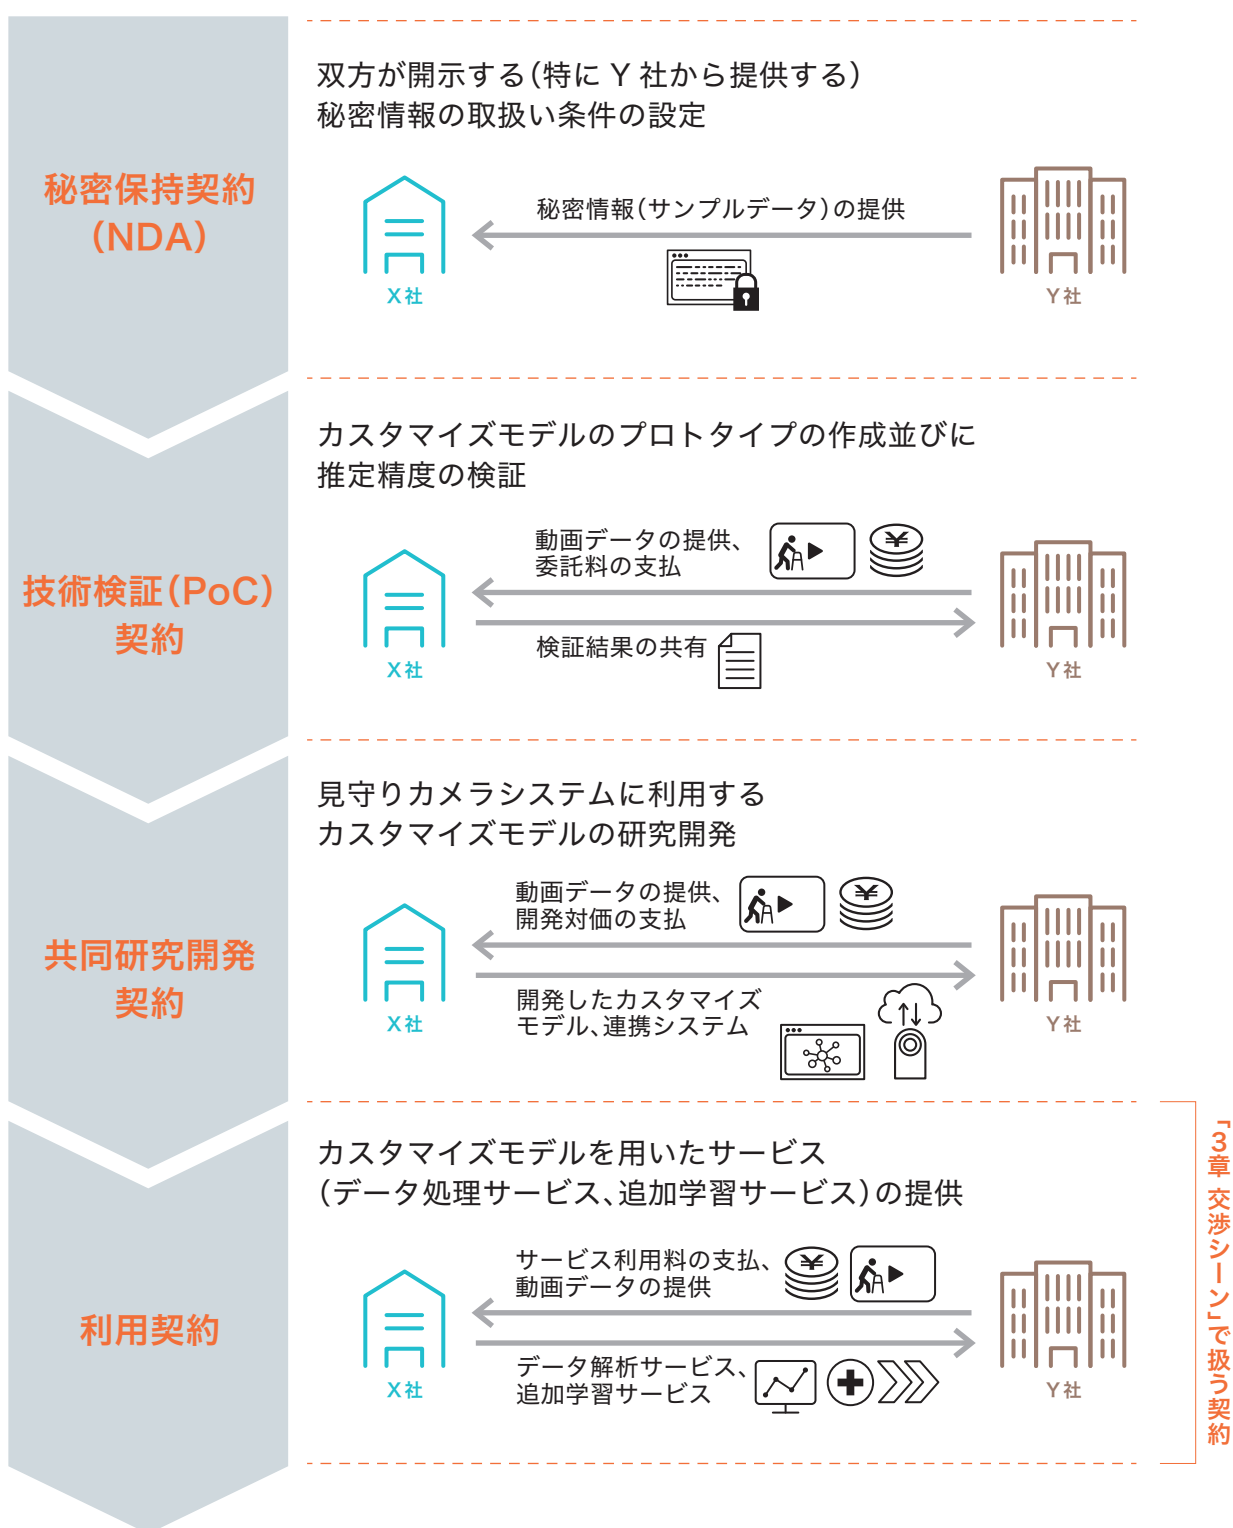 秘密保持契約
(NDA)
双方が開示する(特に Y 社から提供する)
秘密情報の取扱い条件の設定
秘密情報(サンプルデータ)の提供
X社
Y社
技術検証(PoC)
契約
カスタマイズモデルのプロトタイプの作成並びに
推定精度の検証
動画データの提供、
委託料の支払
検証結果の共有
X社
Y社
共同研究開発
契約
見守りカメラシステムに利用する
カスタマイズモデルの研究開発
動画データの提供、
開発対価の支払
開発したカスタマイズ
モデル、連携システム
X社
Y社
利用契約
カスタマイズモデルを用いたサービス
(データ処理サービス、追加学習サービス)の提供
サービス利用料の支払、
動画データの提供
データ解析サービス、
追加学習サービス
X社
Y社
「3章 交渉シーン」で扱う契約